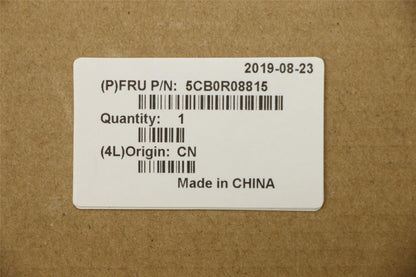 2019-08-23
(P)FRU P/N: 5CB0R08815
Quantity: 1
(4L)Origin: CN
Made in CHINA